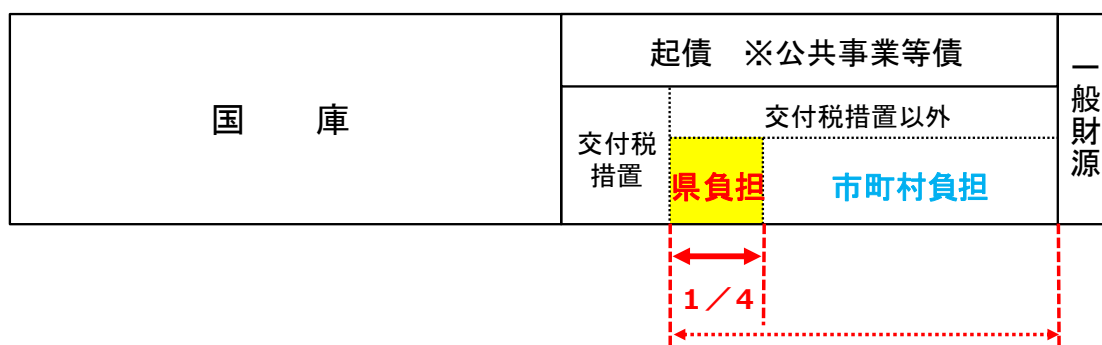 国　　庫
起債　※公共事業等債
交付税
措置
交付税措置以外
県負担
市町村負担
一般財源
１／４